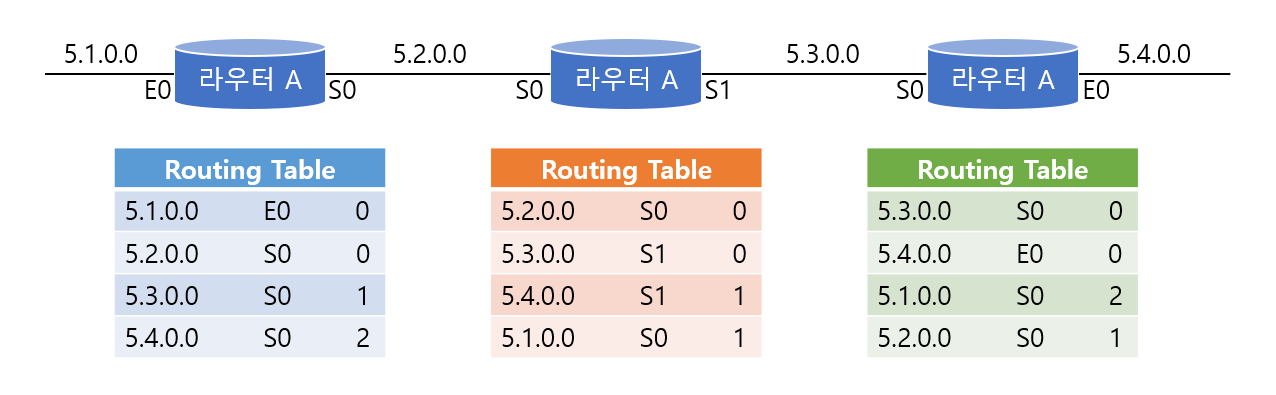 5.1.0.0 라우터 A 5.2.0.0 라우터 A 5.3.0.0 라우터 A 5.4.0.0
E0 S0 S0 S1 S0 E0
Routing Table Routing Table Routing Table
5.1.0.0 E0 0 5.2.0.0 S0 0 5.3.0.0 S0 0
5.2.0.0 S0 0 5.3.0.0 S1 0 5.4.0.0 E0 0
5.3.0.0 S0 1 5.4.0.0 S1 1 5.1.0.0 S0 2
5.4.0.0 S0 2 5.1.0.0 S0 1 5.2.0.0 S0 1